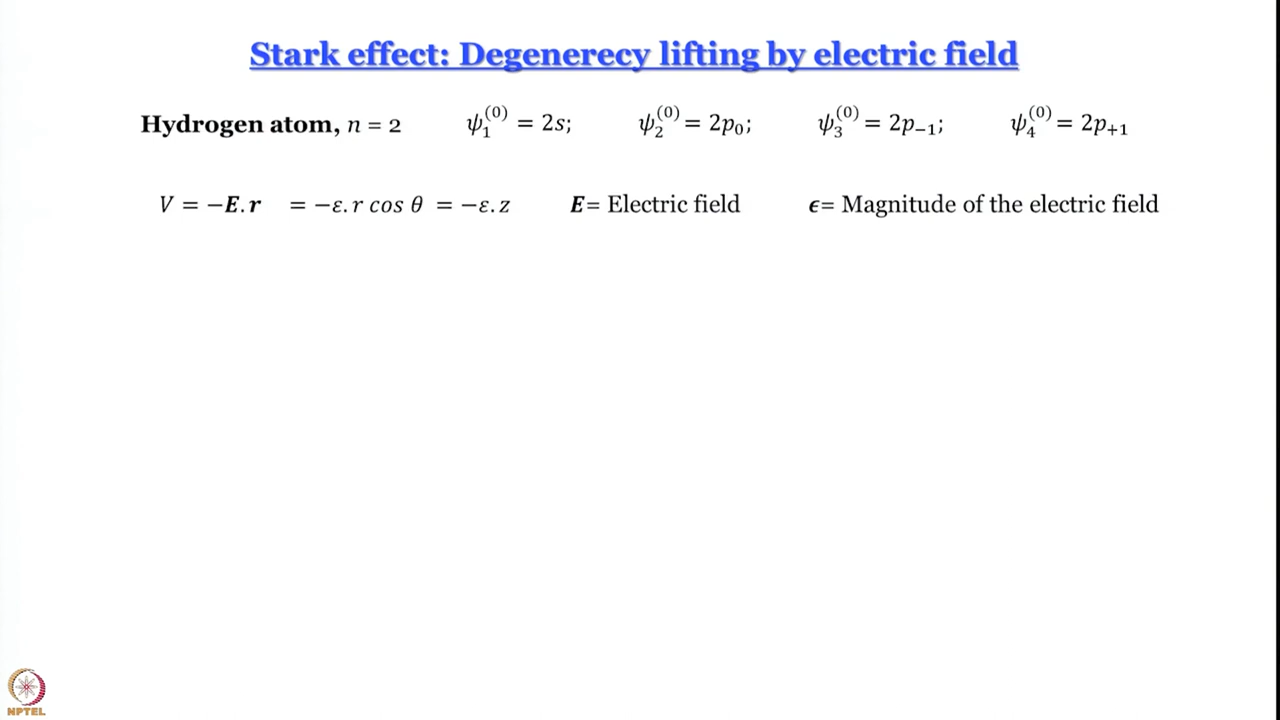 Stark effect: Degenerecy lifting by electric field
Hydrogen atom, n = 2 ψ₁⁽⁰⁾ = 2s; ψ₂⁽⁰⁾ = 2p₀; ψ₃⁽⁰⁾ = 2p₋₁; ψ₄⁽⁰⁾ = 2p₊₁
V = −E.r = −ε.r cos θ = −ε.z E= Electric field ϵ= Magnitude of the electric field
NPTEL